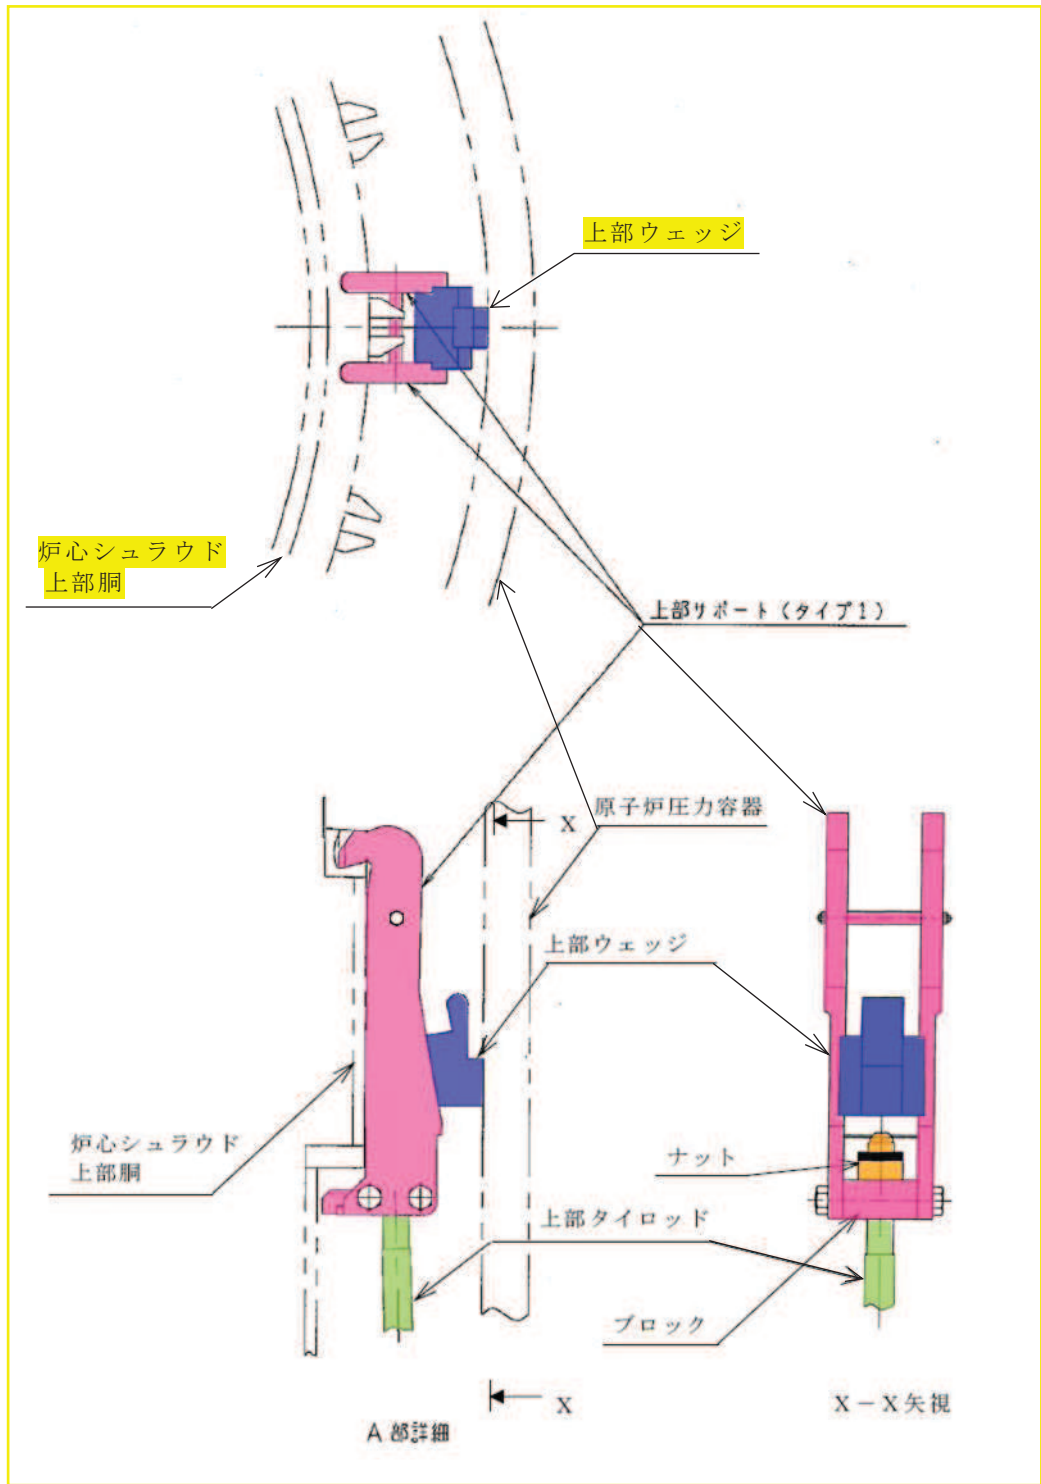 上部ウェッジ
炉心シュラウド
上部胴
上部サポート（タイプ1）
原子炉圧力容器
X
上部ウェッジ
炉心シュラウド
上部胴
ナット
上部タイロッド
ブロック
X
X－X矢視
A部詳細